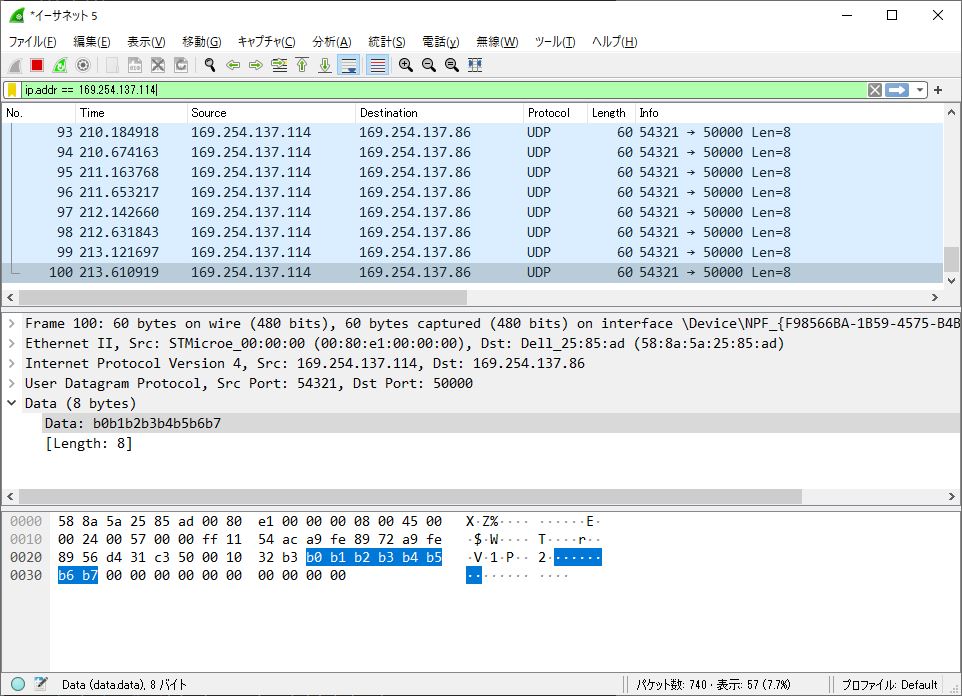 *イーサネット 5
ファイル(F) 編集(E) 表示(V) 移動(G) キャプチャ(C) 分析(A) 統計(S) 電話(y) 無線(W) ツール(T) ヘルプ(H)
ip.addr == 169.254.137.114
No. Time Source Destination Protocol Length Info
93 210.184918 169.254.137.114 169.254.137.86 UDP 60 54321 → 50000 Len=8
94 210.674163 169.254.137.114 169.254.137.86 UDP 60 54321 → 50000 Len=8
95 211.163768 169.254.137.114 169.254.137.86 UDP 60 54321 → 50000 Len=8
96 211.653217 169.254.137.114 169.254.137.86 UDP 60 54321 → 50000 Len=8
97 212.142660 169.254.137.114 169.254.137.86 UDP 60 54321 → 50000 Len=8
98 212.631843 169.254.137.114 169.254.137.86 UDP 60 54321 → 50000 Len=8
99 213.121697 169.254.137.114 169.254.137.86 UDP 60 54321 → 50000 Len=8
100 213.610919 169.254.137.114 169.254.137.86 UDP 60 54321 → 50000 Len=8
Frame 100: 60 bytes on wire (480 bits), 60 bytes captured (480 bits) on interface \Device\NPF_{F98566BA-1B59-4575-B4B
Ethernet II, Src: STMicroe_00:00:00 (00:80:e1:00:00:00), Dst: Dell_25:85:ad (58:8a:5a:25:85:ad)
Internet Protocol Version 4, Src: 169.254.137.114, Dst: 169.254.137.86
User Datagram Protocol, Src Port: 54321, Dst Port: 50000
Data (8 bytes)
Data: b0b1b2b3b4b5b6b7
[Length: 8]
0000 58 8a 5a 25 85 ad 00 80 e1 00 00 00 08 00 45 00 X·Z%···· ······E·
0010 00 24 00 57 00 00 ff 11 54 ac a9 fe 89 72 a9 fe ·$·W···· T····r··
0020 89 56 d4 31 c3 50 00 10 32 b3 b0 b1 b2 b3 b4 b5 ·V·1·P·· 2·······
0030 b6 b7 00 00 00 00 00 00 00 00 00 00 ········ ····
Data (data.data), 8 バイト パケット数: 740 · 表示: 57 (7.7%) プロファイル: Default